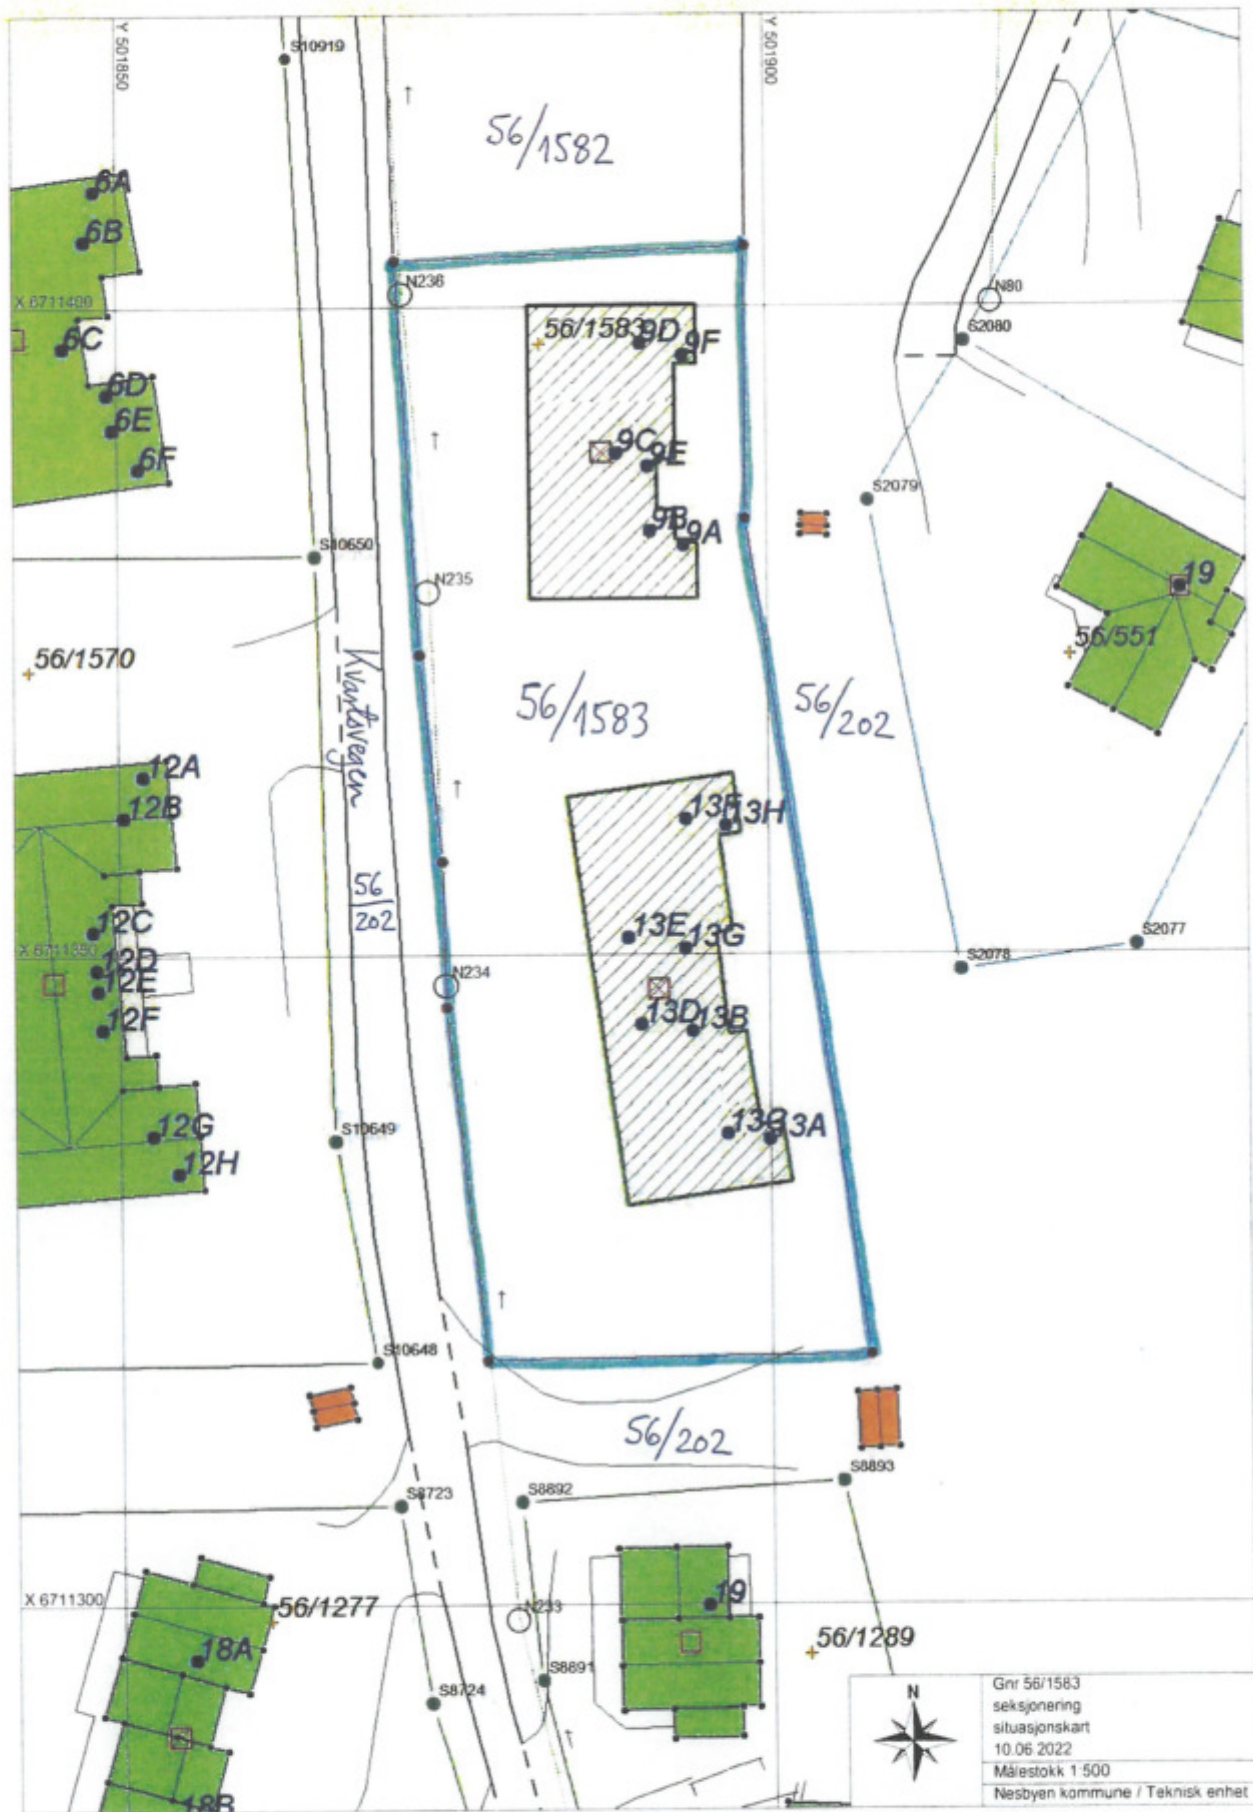 Y 501850
Y 501900
S10919
56/1582
6A
6B
N236
N80
X 6711400
S2080
56/1583
9D
9F
6C
6D
6E
6F
9C
9E
S2079
9B
9A
S10650
N235
19
56/551
56/1570
Kvartsvegen
56/1583
56/202
12A
12B
13F
13H
56
202
12C
13E
13G
S2077
X 6711350
S2078
12D
12E
N234
12F
13D
13B
S10649
12G
13C
13A
12H
S10648
56/202
S8893
S8723
S8892
X 6711300
56/1277
N233
19
18A
56/1289
S8891
S8724
18B
N
Gnr 56/1583
seksjonering
situasjonskart
10.06.2022
Målestokk 1:500
Nesbyen kommune / Teknisk enhet